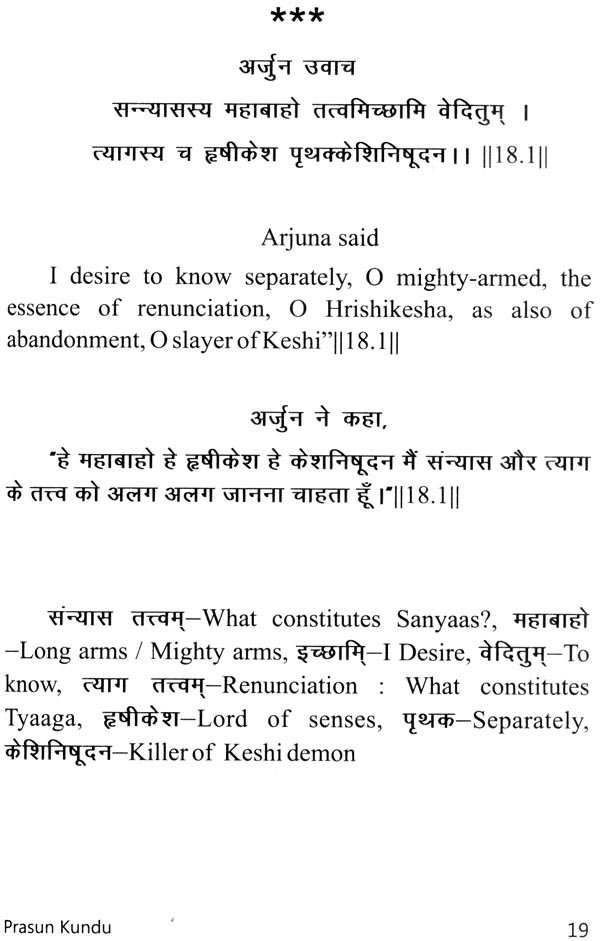 ***
अर्जुन उवाच
सन्न्यासस्य महाबाहो तत्वमिच्छामि वेदितुम् ।
त्यागस्य च हृषीकेश पृथक्केशिनिषूदन।। ||18.1||
Arjuna said
I desire to know separately, O mighty-armed, the
essence of renunciation, O Hrishikesha, as also of
abandonment, O slayer of Keshi”||18.1||
अर्जुन ने कहा,
"हे महाबाहो हे हृषीकेश हे केशनिषूदन मैं संन्यास और त्याग
के तत्त्व को अलग अलग जानना चाहता हूँ।"||18.1||
संन्यास तत्त्वम्–What constitutes Sanyaas?, महाबाहो
–Long arms / Mighty arms, इच्छामि–I Desire, वेदितुम्–To
know, त्याग तत्त्वम्–Renunciation : What constitutes
Tyaaga, हृषीकेश–Lord of senses, पृथक–Separately,
केशिनिषूदन–Killer of Keshi demon
Prasun Kundu
19